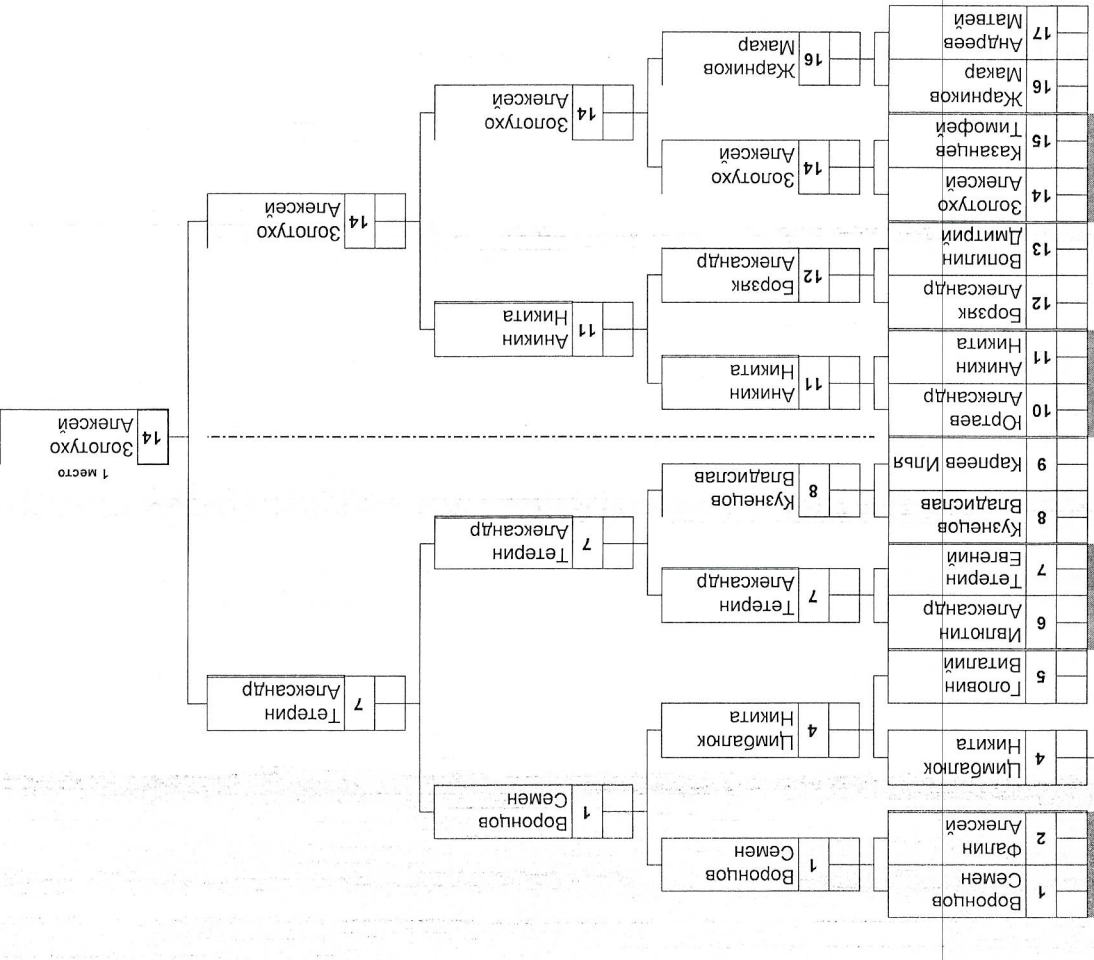 1 Воронцов
Семен
2 Фалин
Алексей
4 Цимбалюк
Никита
5 Головин
Виталий
6 Ивлютин
Александр
7 Тетерин
Евгений
8 Кузнецов
Владислав
9 Карпеев Илья
10 Юртаев
Александр
11 Аникин
Никита
12 Борзяк
Александр
13 Вопилин
Дмитрий
14 Золотухо
Алексей
15 Казанцев
Тимофей
16 Жарников
Макар
17 Андреев
Матвей
1 Воронцов
Семен
4 Цимбалюк
Никита
7 Тетерин
Александр
8 Кузнецов
Владислав
11 Аникин
Никита
12 Борзяк
Александр
14 Золотухо
Алексей
16 Жарников
Макар
1 Воронцов
Семен
7 Тетерин
Александр
11 Аникин
Никита
14 Золотухо
Алексей
7 Тетерин
Александр
14 Золотухо
Алексей
1 место
14 Золотухо
Алексей